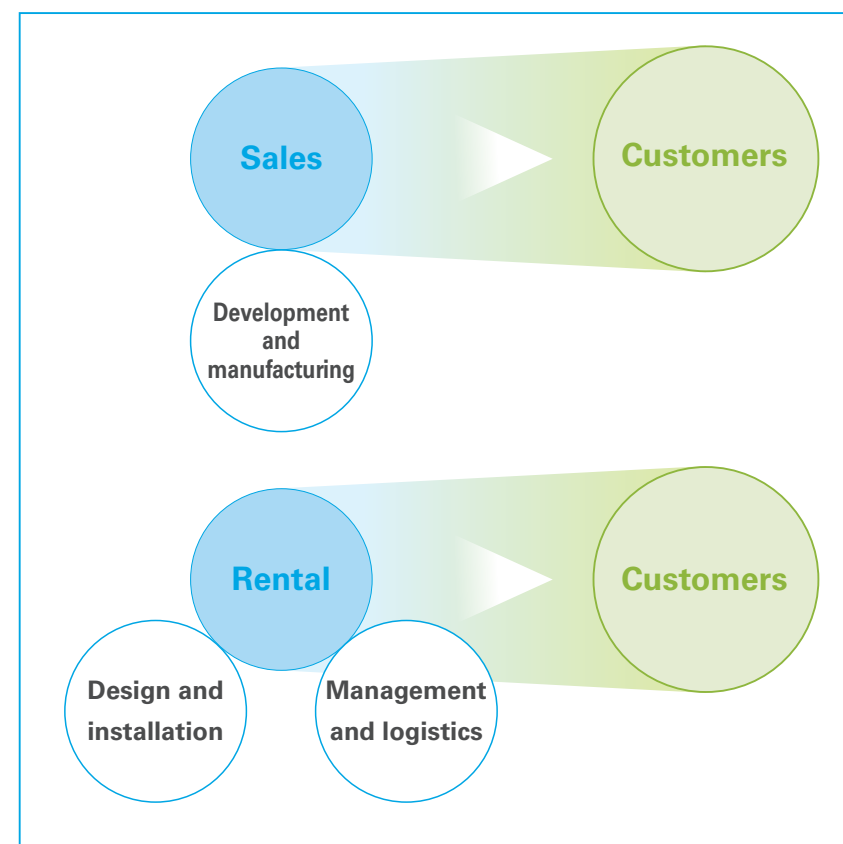 Sales
Customers
Development
and
manufacturing
Rental
Customers
Design and
installation
Management
and logistics